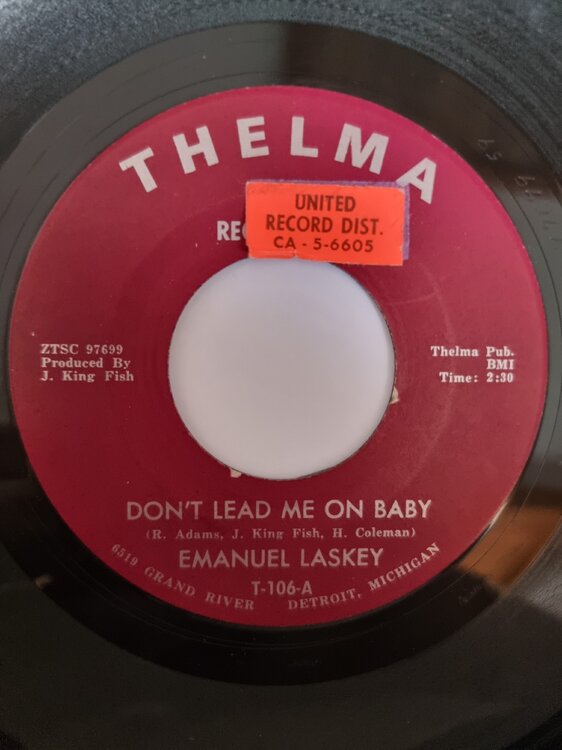 THELMA
UNITED
RECORD DIST.
CA - 5-6605
ZTSC 97699
Produced By
J. King Fish
Thelma Pub.
BMI
Time: 2:30
DON'T LEAD ME ON BABY
(R. Adams, J. King Fish, H. Coleman)
EMANUEL LASKEY
T-106-A
6519 GRAND RIVER DETROIT, MICHIGAN